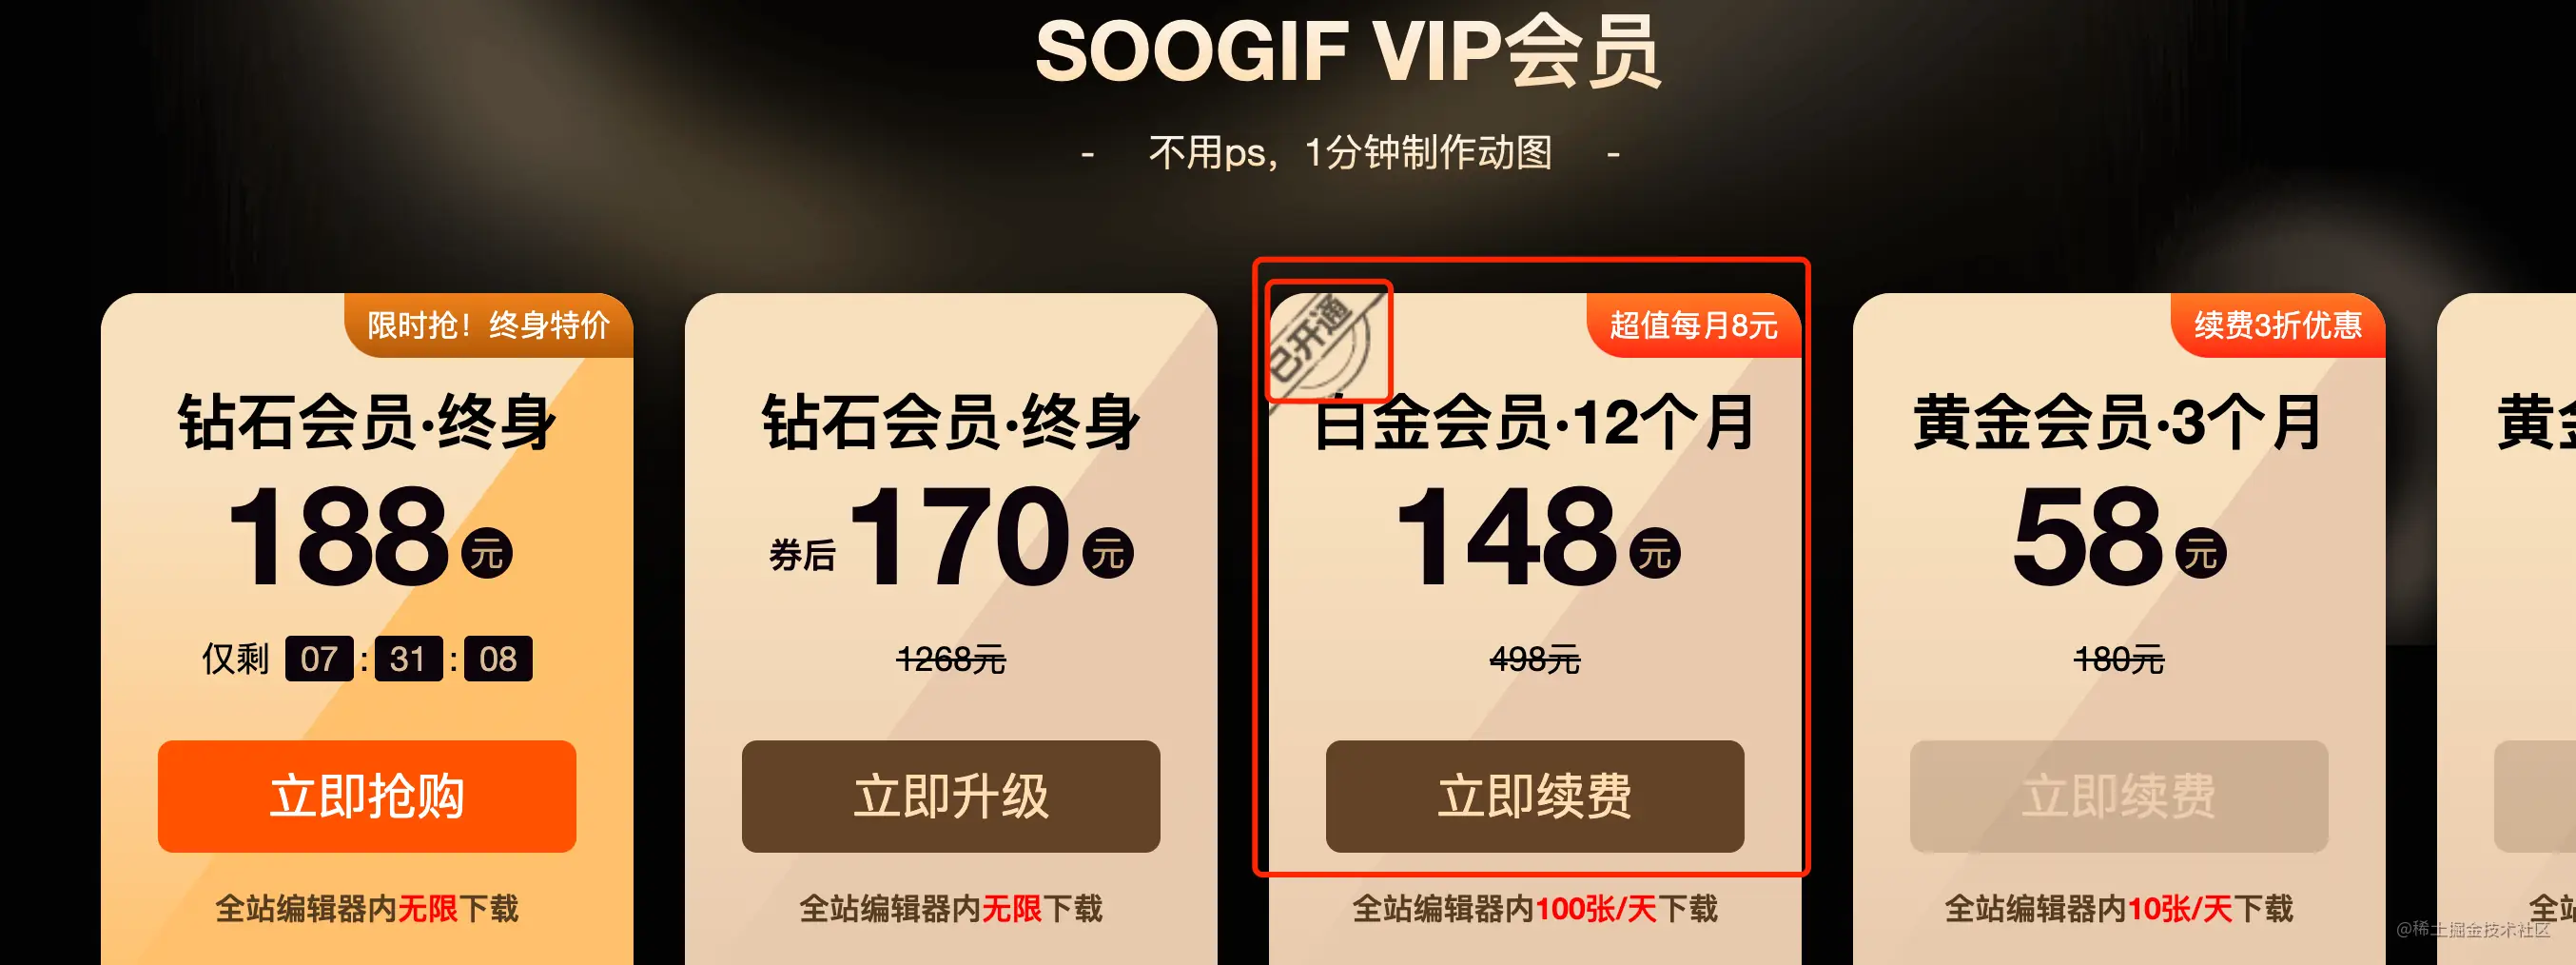 SOOGIF VIP会员
- 不用ps，1分钟制作动图 -
限时抢！终身特价
钻石会员·终身
188元
仅剩 07:31:08
立即抢购
全站编辑器内无限下载
钻石会员·终身
券后170元
1268元
立即升级
全站编辑器内无限下载
已开通
超值每月8元
白金会员·12个月
148元
498元
立即续费
全站编辑器内100张/天下载
续费3折优惠
黄金会员·3个月
58元
180元
立即续费
全站编辑器内10张/天下载
黄金
全站
@稀土掘金技术社区